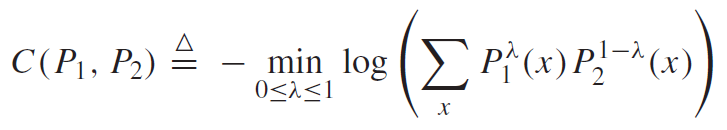 C(P₁, P₂) ≜ − min_{0≤λ≤1} log (∑_x P₁^λ(x) P₂^{1−λ}(x))